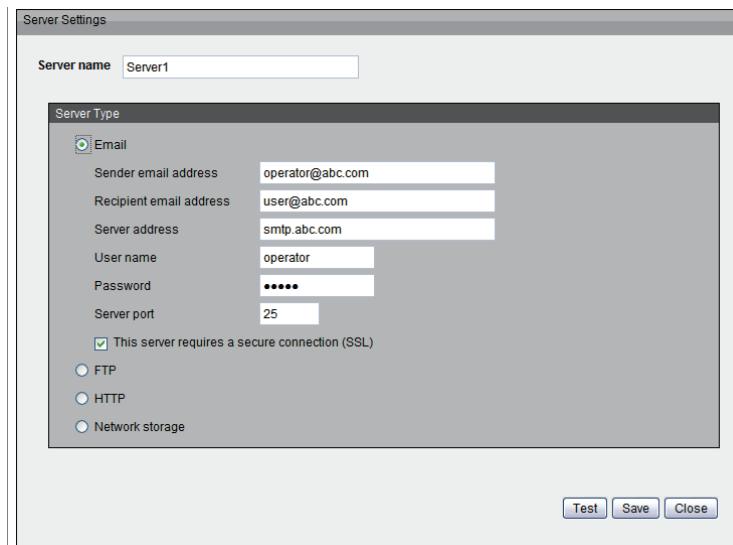 Server Settings
Server name Server1
Server Type
Email
Sender email address operator@abc.com
Recipient email address user@abc.com
Server address smtp.abc.com
User name operator
Password •••••
Server port 25
This server requires a secure connection (SSL)
FTP
HTTP
Network storage
Test Save Close